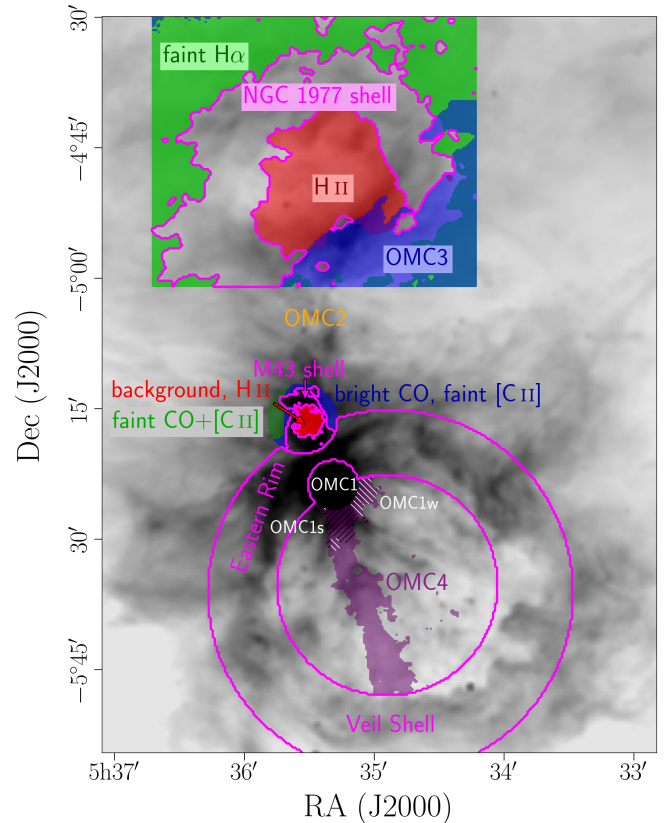 30′
faint Hα
NGC 1977 shell
−4°45′
H II
OMC3
−5°00′
OMC2
Dec (J2000)
M43 shell
background, H II
bright CO, faint [C II]
15′
faint CO+[C II]
Eastern Rim
OMC1
OMC1w
OMC1s
30′
OMC4
−5°45′
Veil Shell
5h37′
36′
35′
34′
33′
RA (J2000)